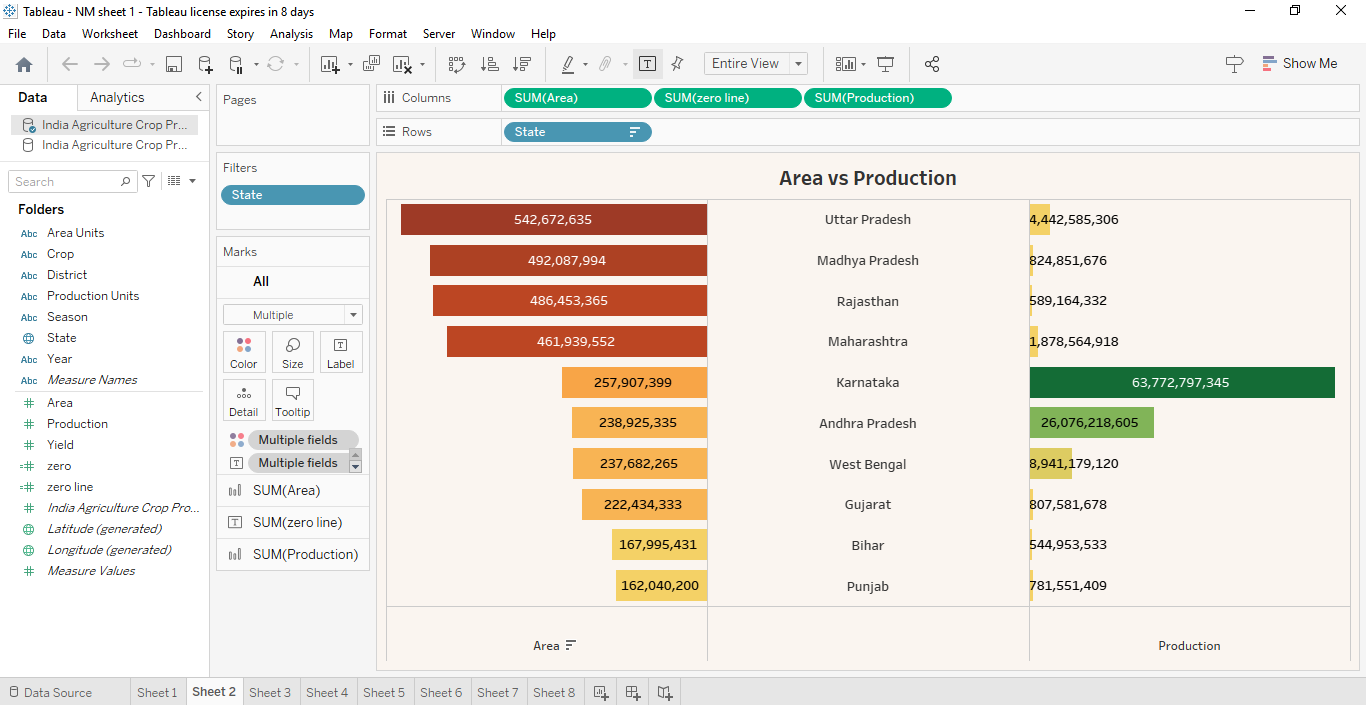 Tableau - NM sheet 1 - Tableau license expires in 8 days
File Data Worksheet Dashboard Story Analysis Map Format Server Window Help
Entire View
Show Me
Data Analytics
India Agriculture Crop Pr...
India Agriculture Crop Pr...
Search
Folders
Abc Area Units
Abc Crop
Abc District
Abc Production Units
Abc Season
State
Abc Year
Abc Measure Names
# Area
# Production
# Yield
=# zero
=# zero line
# India Agriculture Crop Pro...
Latitude (generated)
Longitude (generated)
# Measure Values
Pages
Filters
State
Marks
All
Multiple
Color Size T Label
Detail Tooltip
Multiple fields
T Multiple fields
SUM(Area)
T SUM(zero line)
SUM(Production)
Columns SUM(Area) SUM(zero line) SUM(Production)
Rows State
Area vs Production
542,672,635 Uttar Pradesh 4,442,585,306
492,087,994 Madhya Pradesh 824,851,676
486,453,365 Rajasthan 589,164,332
461,939,552 Maharashtra 1,878,564,918
257,907,399 Karnataka 63,772,797,345
238,925,335 Andhra Pradesh 26,076,218,605
237,682,265 West Bengal 8,941,179,120
222,434,333 Gujarat 807,581,678
167,995,431 Bihar 544,953,533
162,040,200 Punjab 781,551,409
Area Production
Data Source Sheet 1 Sheet 2 Sheet 3 Sheet 4 Sheet 5 Sheet 6 Sheet 7 Sheet 8